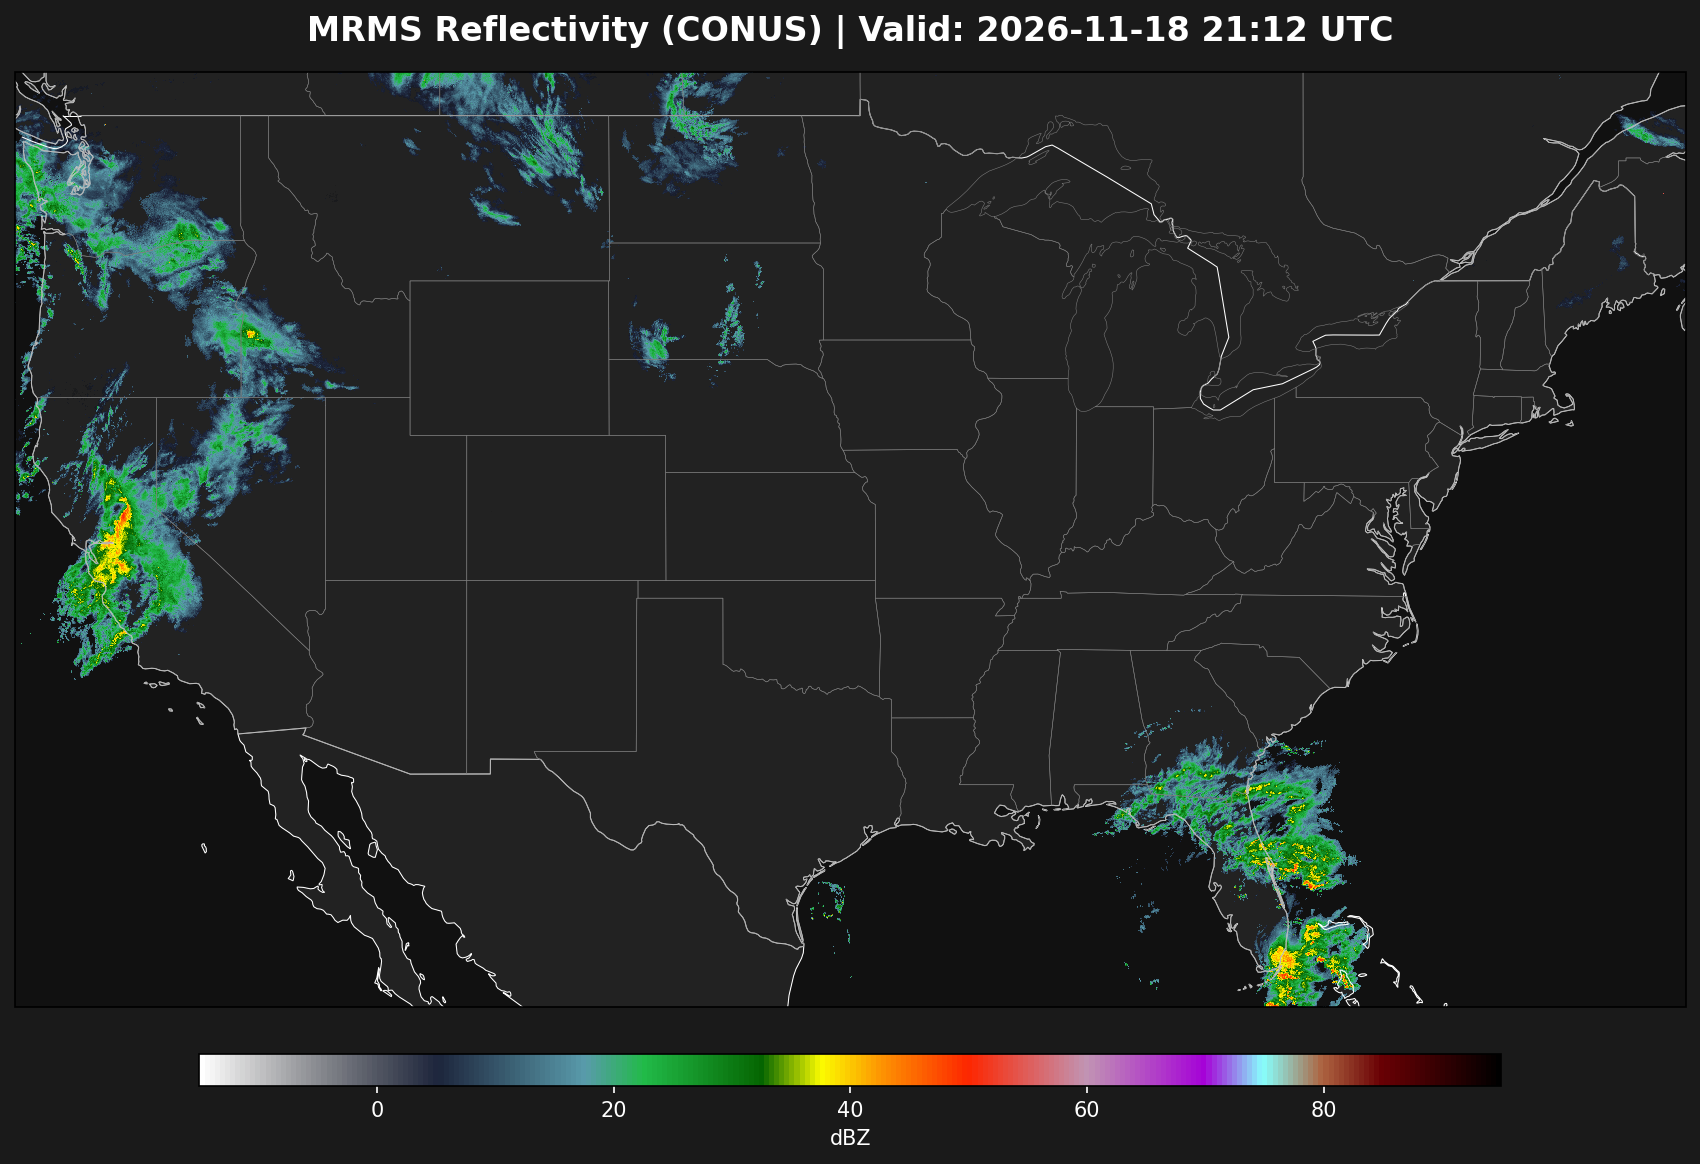 MRMS Reflectivity (CONUS) | Valid: 2026-11-18 21:12 UTC
0 20 40 60 80
dBZ